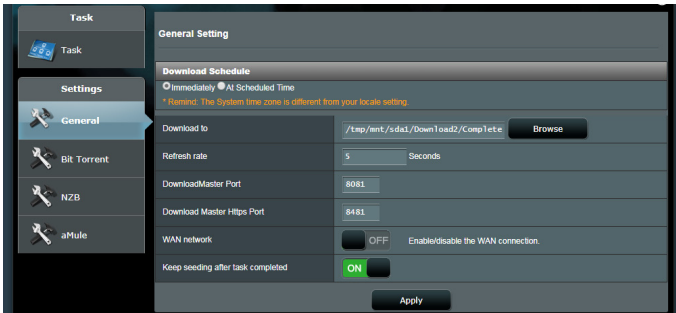 Task
Task
Settings
General
Bit Torrent
NZB
aMule
General Setting
Download Schedule
Immediately At Scheduled Time
* Remind: The System time zone is different from your locale setting.
Download to /tmp/mnt/sda1/Download2/Complete Browse
Refresh rate 5 Seconds
DownloadMaster Port 8081
Download Master Https Port 8481
WAN network OFF Enable/disable the WAN connection.
Keep seeding after task completed ON
Apply